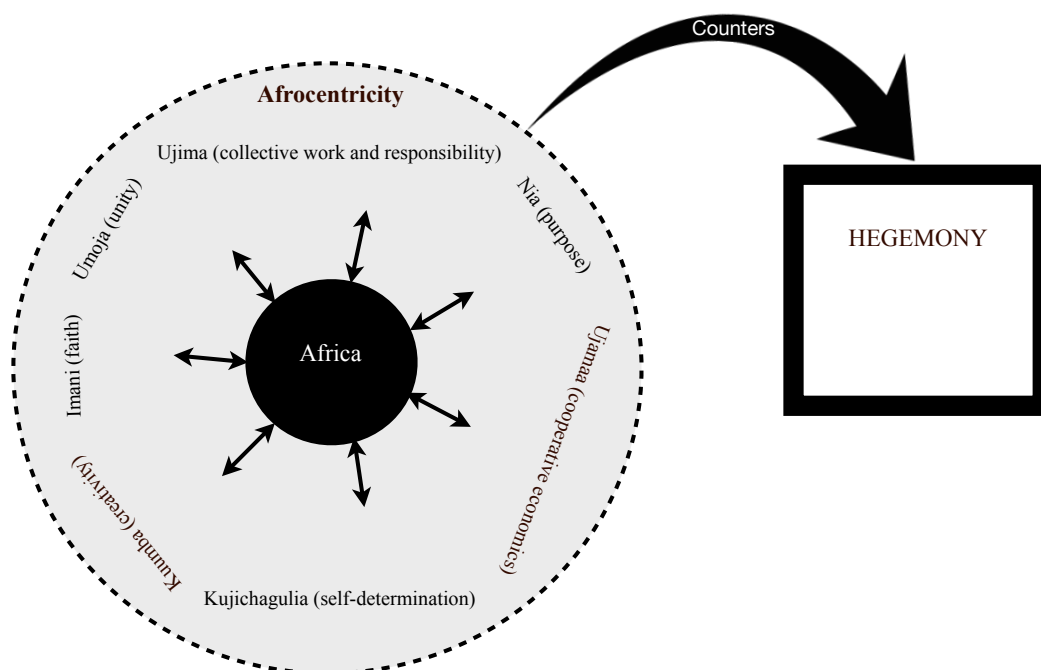 Counters
Afrocentricity
Ujima (collective work and responsibility)
Umoja (unity)
Nia (purpose)
HEGEMONY
Africa
Imani (faith)
Ujamaa (cooperative economics)
Kuumba (creativity)
Kujichagulia (self-determination)